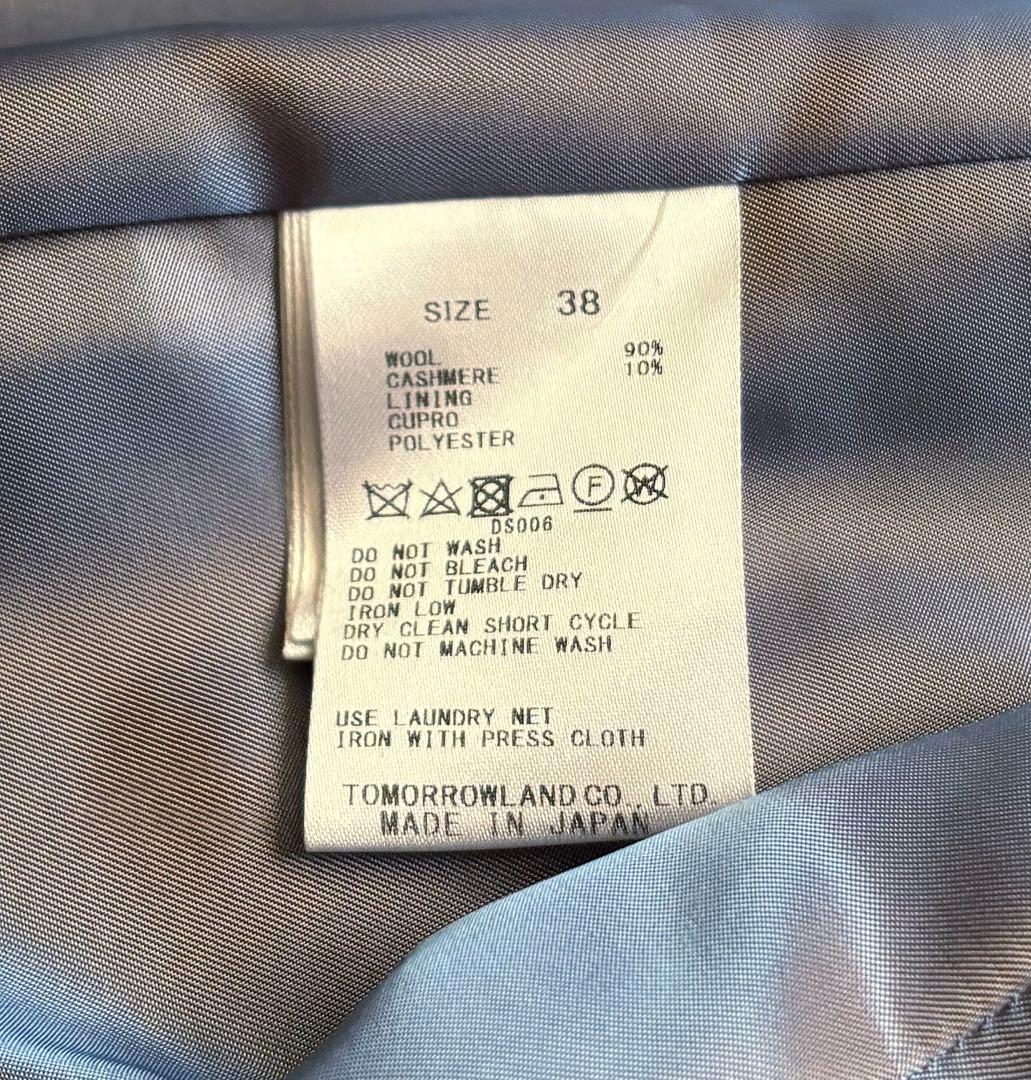 SIZE 38
WOOL 90%
CASHMERE 10%
LINING
CUPRO
POLYESTER
F W
DS006
DO NOT WASH
DO NOT BLEACH
DO NOT TUMBLE DRY
IRON LOW
DRY CLEAN SHORT CYCLE
DO NOT MACHINE WASH
USE LAUNDRY NET
IRON WITH PRESS CLOTH
TOMORROWLAND CO., LTD.
MADE IN JAPAN